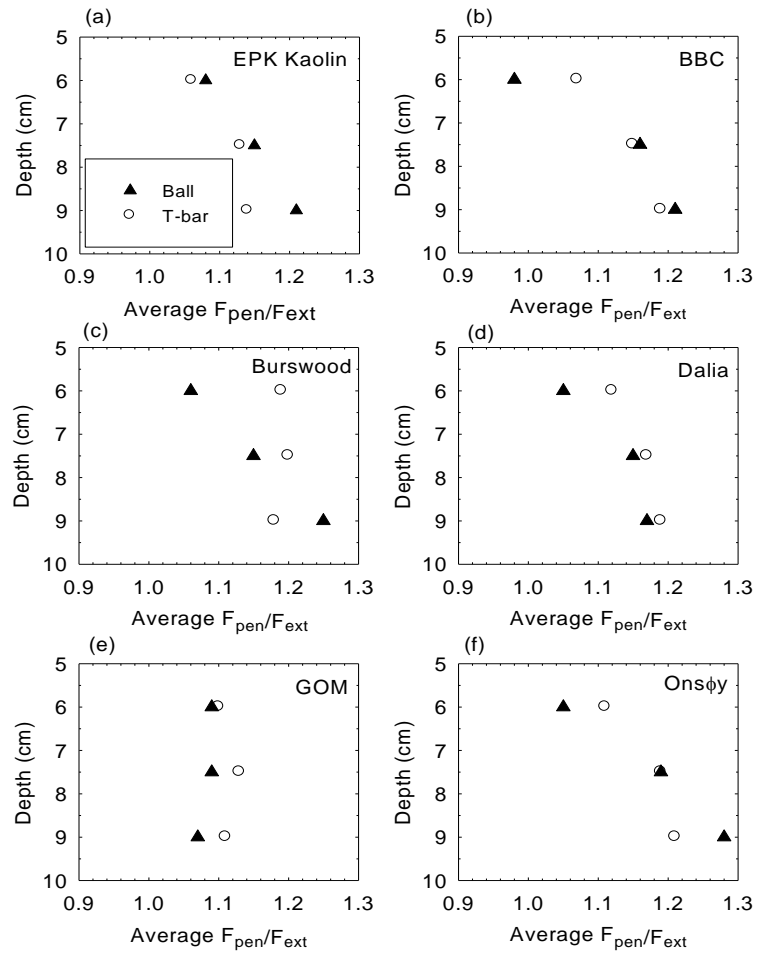 (a)
5
6
7
8
9
10
Depth (cm)
EPK Kaolin
Ball
T-bar
0.9 1.0 1.1 1.2 1.3
Average Fpen/Fext
(b)
5
6
7
8
9
10
Depth (cm)
BBC
0.9 1.0 1.1 1.2 1.3
Average Fpen/Fext
(c)
5
6
7
8
9
10
Depth (cm)
Burswood
0.9 1.0 1.1 1.2 1.3
Average Fpen/Fext
(d)
5
6
7
8
9
10
Depth (cm)
Dalia
0.9 1.0 1.1 1.2 1.3
Average Fpen/Fext
(e)
5
6
7
8
9
10
Depth (cm)
GOM
0.9 1.0 1.1 1.2 1.3
Average Fpen/Fext
(f)
5
6
7
8
9
10
Depth (cm)
Onsϕy
0.9 1.0 1.1 1.2 1.3
Average Fpen/Fext